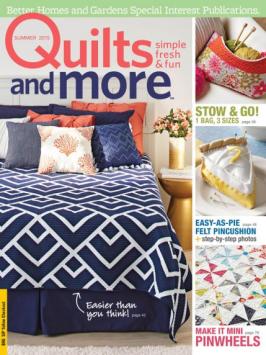 Better Homes and Gardens Special Interest Publications.
SUMMER 2015
Quilts
simple
fresh
& fun
and more™
STOW & GO!
1 BAG, 3 SIZES
EASY-AS-PIE
FELT PINCUSHION
+ step-by-step photos
Easier than
you think!
MAKE IT MINI
PINWHEELS